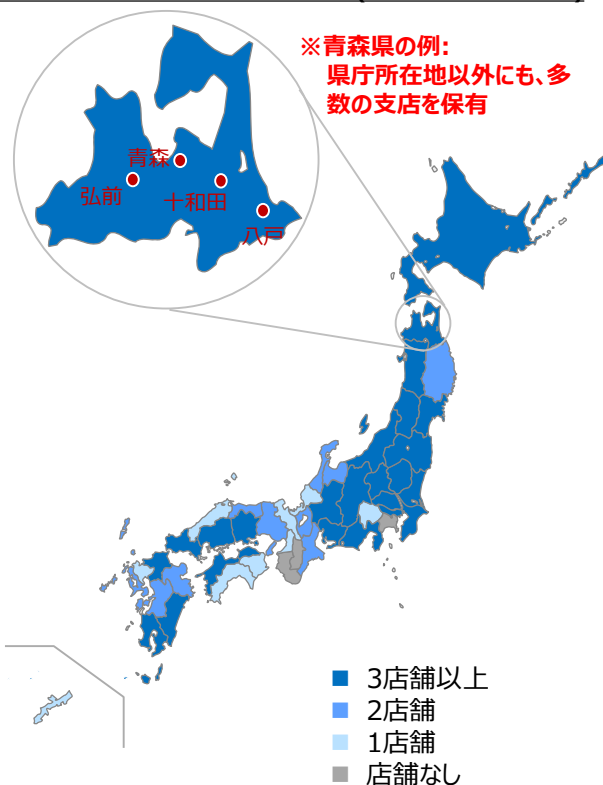 ※青森県の例:
県庁所在地以外にも、多
数の支店を保有
青森
弘前
十和田
八戸
3店舗以上
2店舗
1店舗
店舗なし